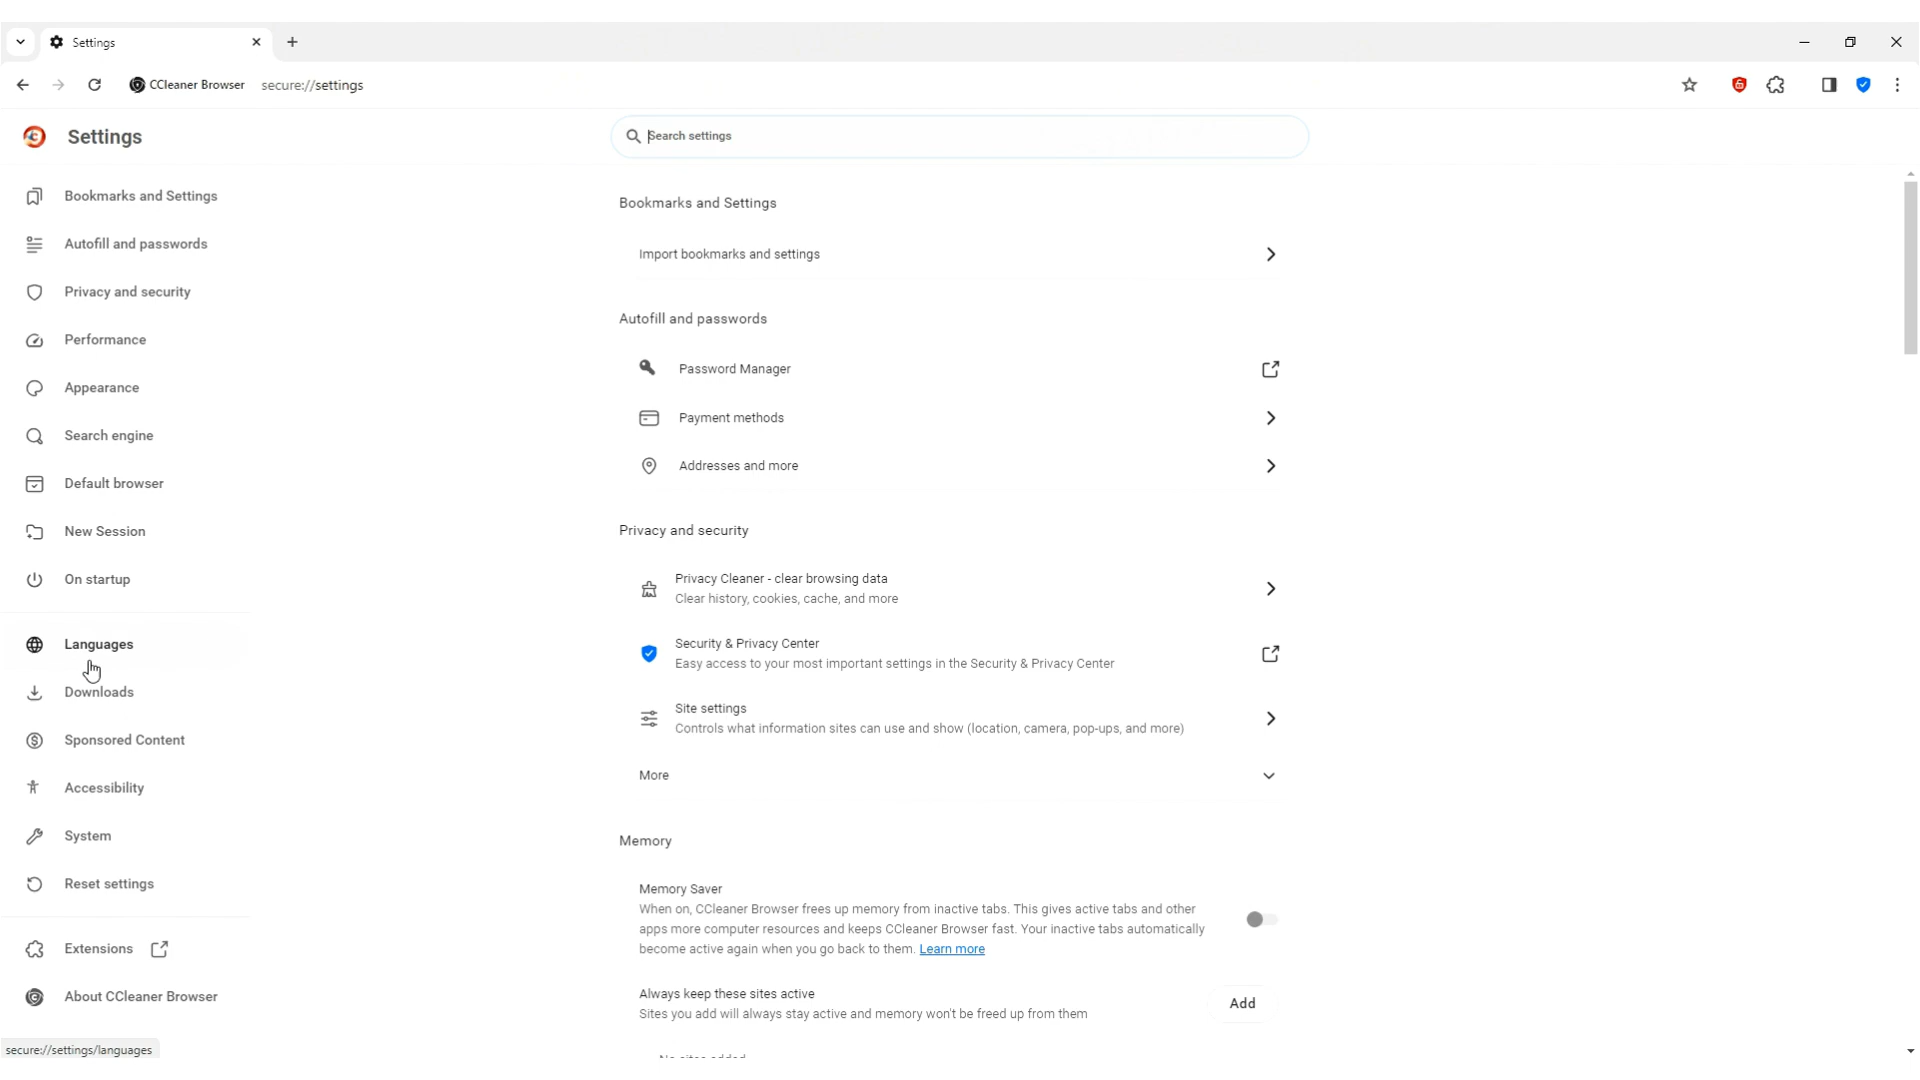 Settings
CCleaner Browser secure://settings
Settings
Search settings
Bookmarks and Settings
Autofill and passwords
Privacy and security
Performance
Appearance
Search engine
Default browser
New Session
On startup
Languages
Downloads
Sponsored Content
Accessibility
System
Reset settings
Extensions
About CCleaner Browser
secure://settings/languages
Bookmarks and Settings
Import bookmarks and settings
Autofill and passwords
Password Manager
Payment methods
Addresses and more
Privacy and security
Privacy Cleaner - clear browsing data
Clear history, cookies, cache, and more
Security & Privacy Center
Easy access to your most important settings in the Security & Privacy Center
Site settings
Controls what information sites can use and show (location, camera, pop-ups, and more)
More
Memory
Memory Saver
When on, CCleaner Browser frees up memory from inactive tabs. This gives active tabs and other
apps more computer resources and keeps CCleaner Browser fast. Your inactive tabs automatically
become active again when you go back to them. Learn more
Always keep these sites active
Sites you add will always stay active and memory won't be freed up from them
Add
No sites added